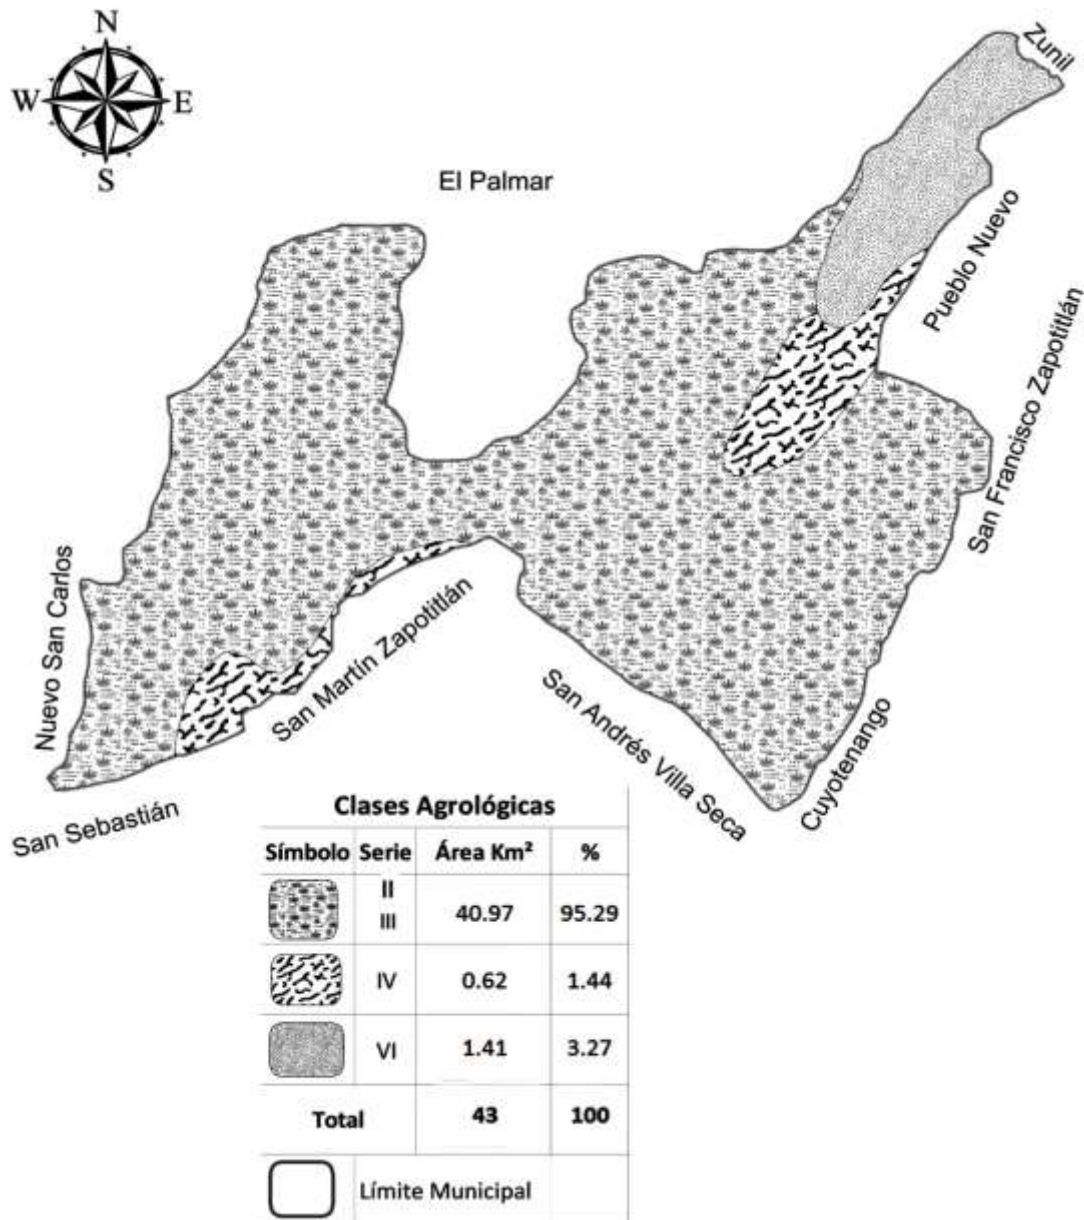 N
W E
S
Zunil
El Palmar
Pueblo Nuevo
San Francisco Zapotitlán
Nuevo San Carlos
San Martín Zapotitlán
San Andrés Villa Seca
Cuyotenango
San Sebastián
Clases Agrológicas
Símbolo Serie Área Km² %
II
III 40.97 95.29
IV 0.62 1.44
VI 1.41 3.27
Total 43 100
Límite Municipal